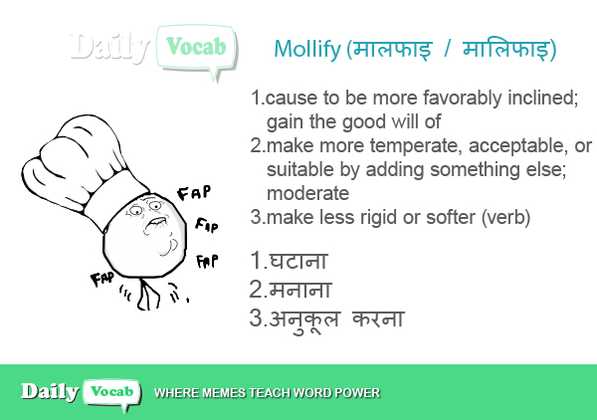 Daily Vocab
Mollify (मालफाइ / मालिफाइ)
1.cause to be more favorably inclined;
gain the good will of
2.make more temperate, acceptable, or
suitable by adding something else;
moderate
3.make less rigid or softer (verb)
FAP
FAP
FAP
FAP
1.घटाना
2.मनाना
3.अनुकूल करना
Daily Vocab WHERE MEMES TEACH WORD POWER